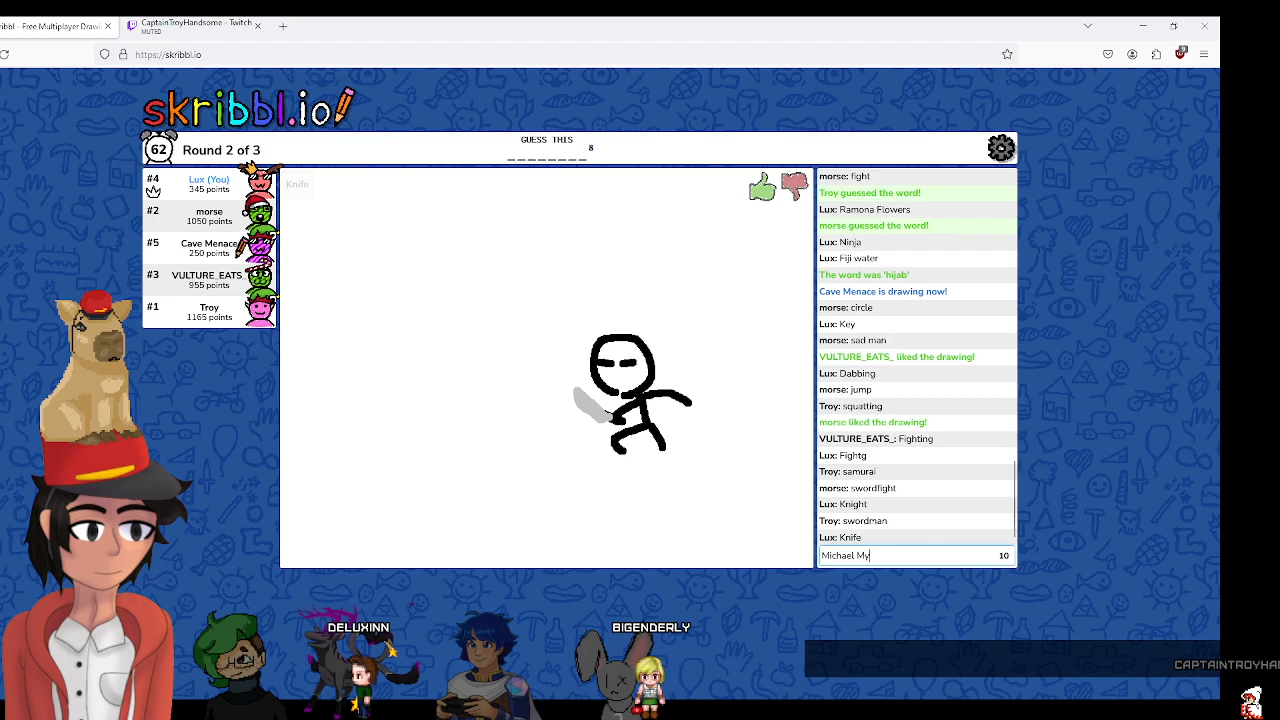 kribbl - Free Multiplayer Drawi
CaptainTroyHandsome - Twitch
MUTED
https://skribbl.io
skribbl.io
62
Round 2 of 3
GUESS THIS
________ 8
#4
Lux (You)
345 points
#2
morse
1050 points
#5
Cave Menace
250 points
#3
VULTURE_EATS_
955 points
#1
Troy
1165 points
Knife
morse: fight
Troy guessed the word!
Lux: Ramona Flowers
morse guessed the word!
Lux: Ninja
Lux: Fiji water
The word was 'hijab'
Cave Menace is drawing now!
morse: circle
Lux: Key
morse: sad man
VULTURE_EATS_ liked the drawing!
Lux: Dabbing
morse: jump
Troy: squatting
morse liked the drawing!
VULTURE_EATS_: Fighting
Lux: Fightg
Troy: samurai
morse: swordfight
Lux: Knight
Troy: swordman
Lux: Knife
Michael My
10
DELUXINN
BIGENDERLY
CAPTAINTROYHA